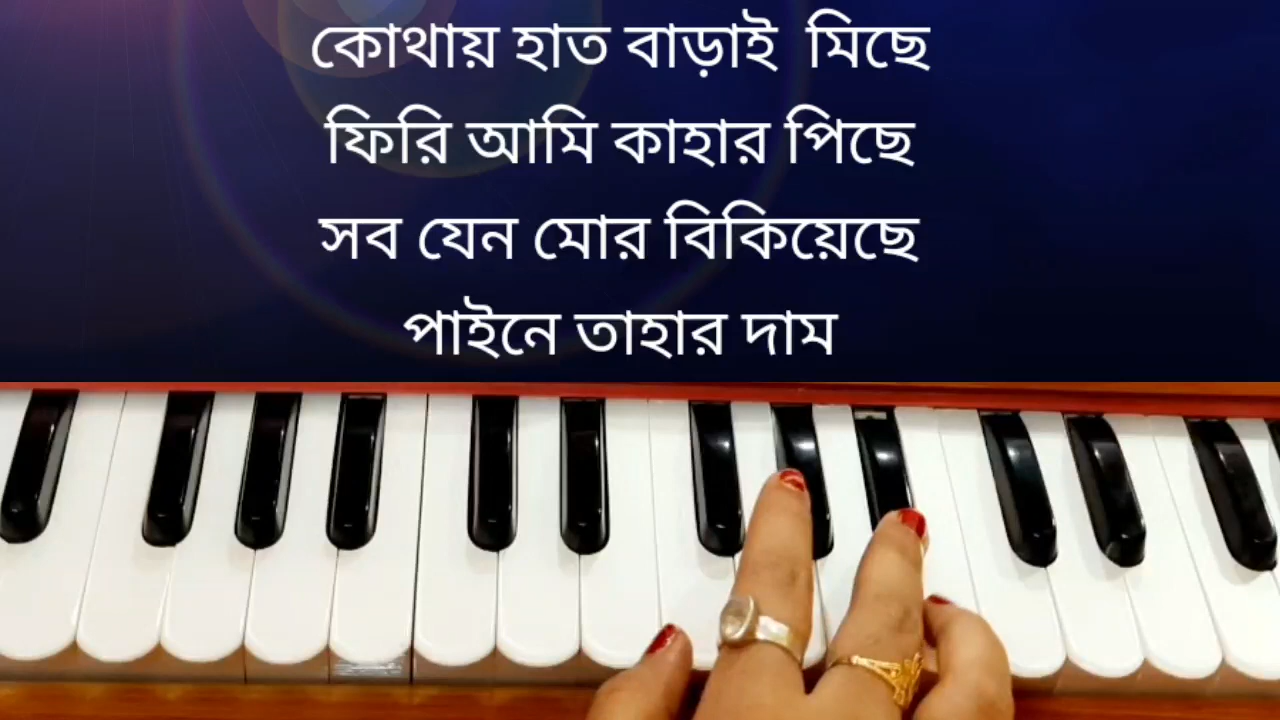 কোথায় হাত বাড়াই মিছে
ফিরি আমি কাহার পিছে
সব যেন মোর বিকিয়েছে
পাইনে তাহার দাম